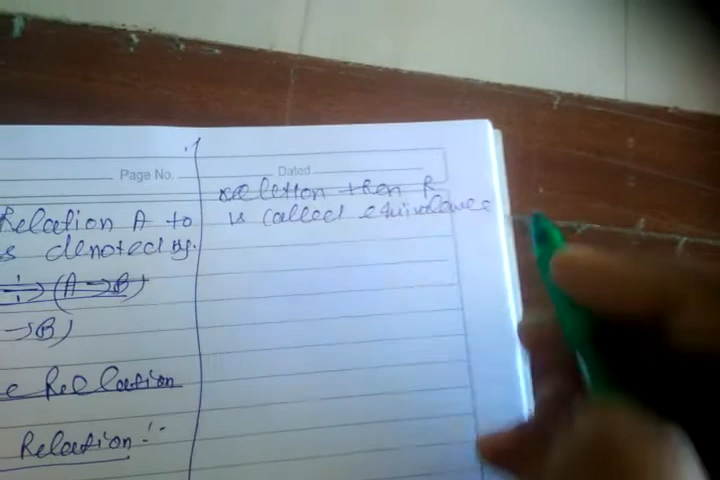 Page No.
Dated
Relation A to
s denoted by.
(A→B)
→B)
e Relation
Relation:-
relation then R
is called equivalence